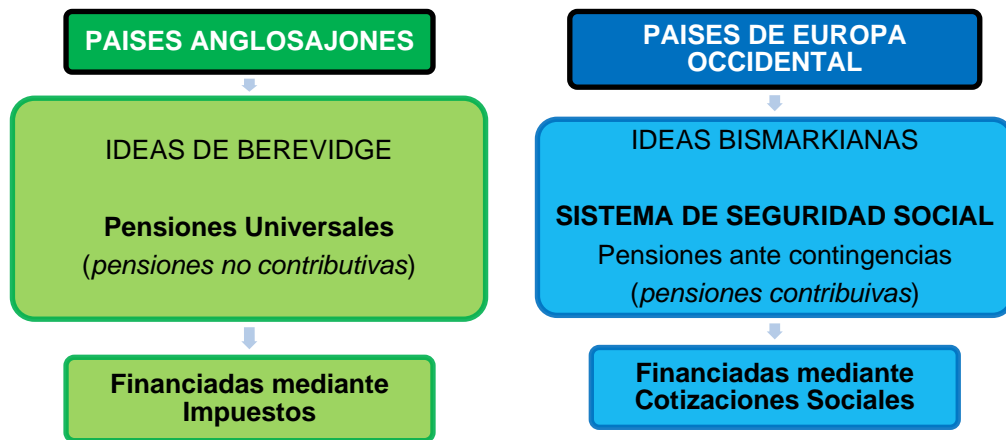 PAISES ANGLOSAJONES
IDEAS DE BEREVIDGE
Pensiones Universales
(pensiones no contributivas)
Financiadas mediante
Impuestos
PAISES DE EUROPA
OCCIDENTAL
IDEAS BISMARKIANAS
SISTEMA DE SEGURIDAD SOCIAL
Pensiones ante contingencias
(pensiones contribuivas)
Financiadas mediante
Cotizaciones Sociales